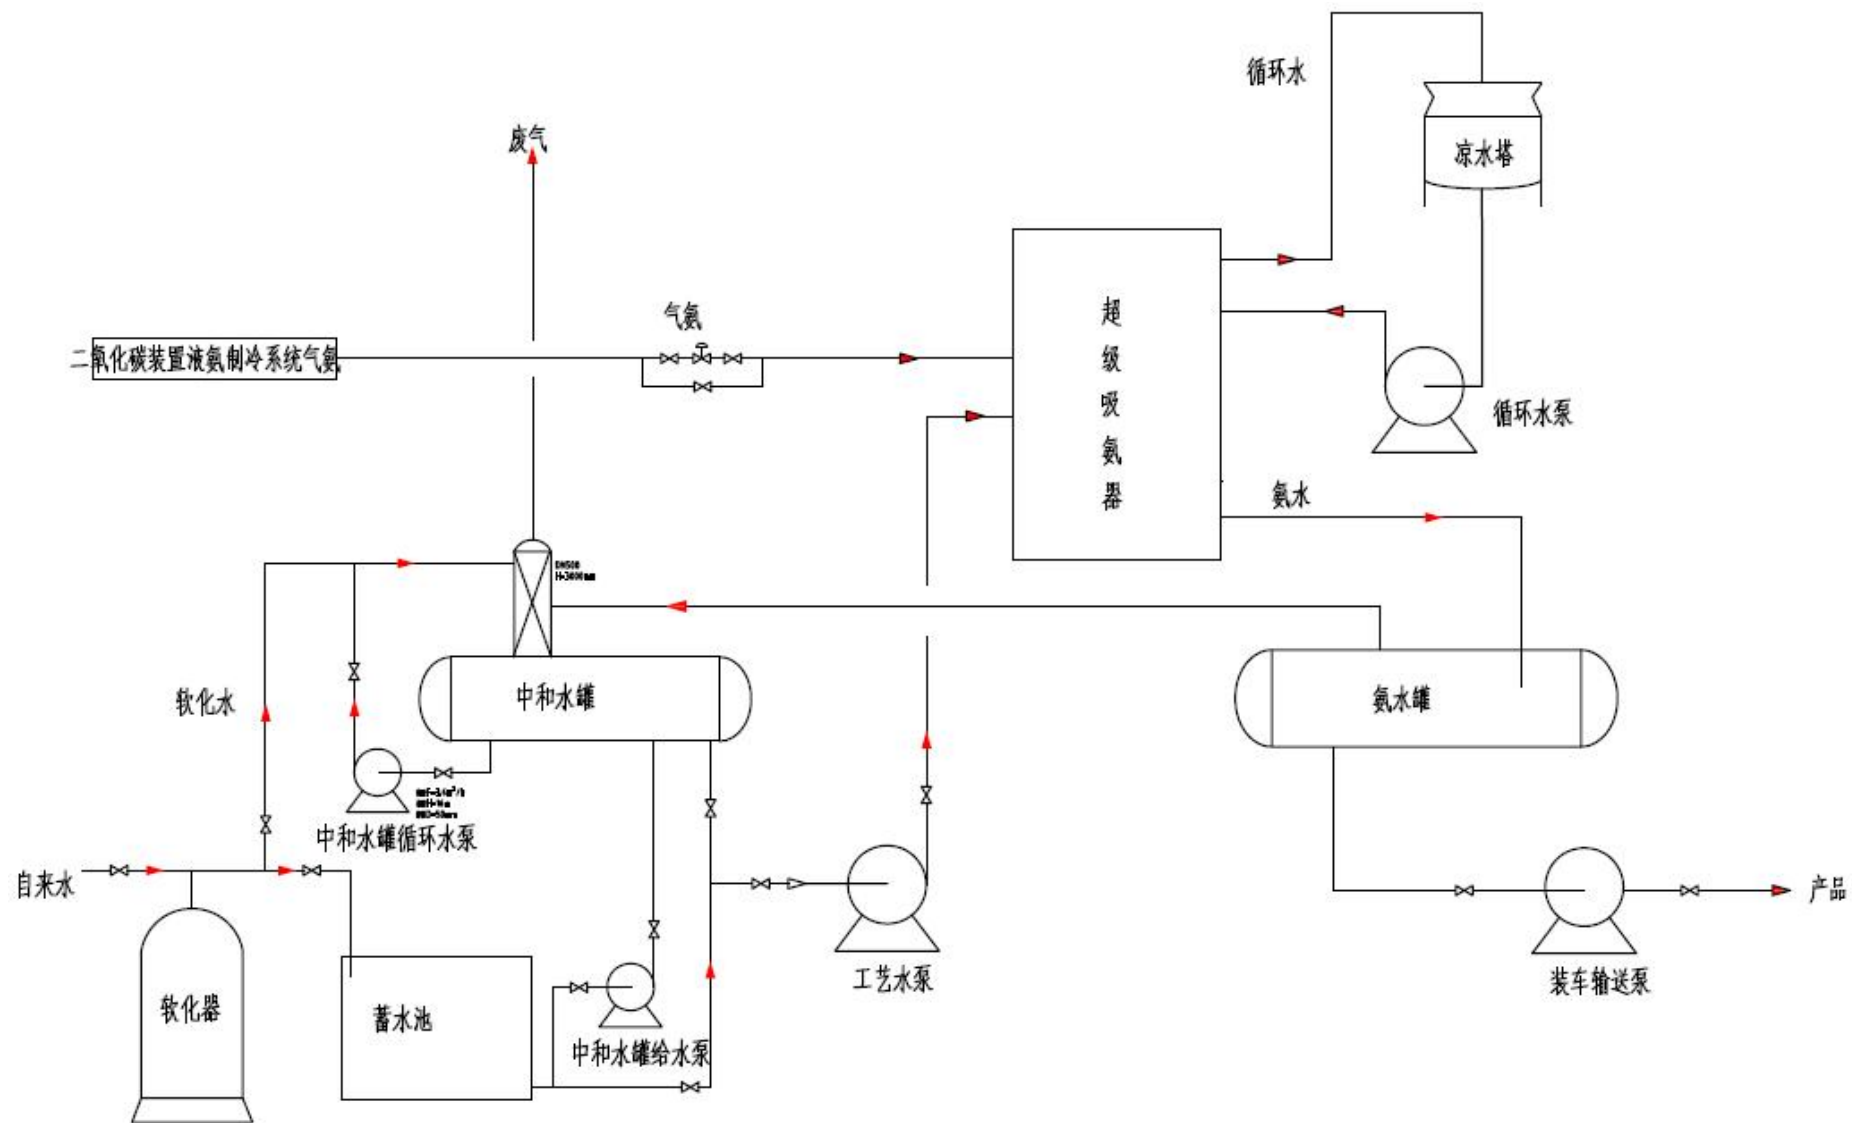 循环水
废气
凉水塔
气氨
二氧化碳装置液氨制冷系统气氨
超级吸氨器
循环水泵
氨水
DN500
H=3000mm
软化水
中和水罐
氨水罐
中和水罐循环水泵
自来水
产品
工艺水泵
装车输送泵
软化器
蓄水池
中和水罐给水泵